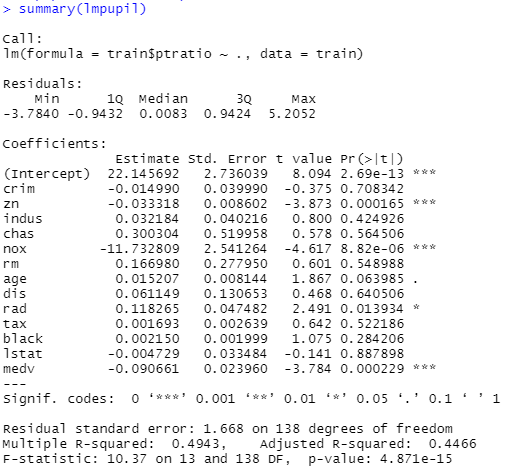 > summary(lmpupil)
Call:
lm(formula = train$ptratio ~ ., data = train)
Residuals:
    Min      1Q  Median      3Q     Max
-3.7840 -0.9432  0.0083  0.9424  5.2052
Coefficients:
              Estimate Std. Error t value Pr(>|t|)
(Intercept)  22.145692   2.736039   8.094 2.69e-13 ***
crim         -0.014990   0.039990  -0.375 0.708342
zn           -0.033318   0.008602  -3.873 0.000165 ***
indus         0.032184   0.040216   0.800 0.424926
chas          0.300304   0.519958   0.578 0.564506
nox         -11.732809   2.541264  -4.617 8.82e-06 ***
rm            0.166980   0.277950   0.601 0.548988
age           0.015207   0.008144   1.867 0.063985 .
dis           0.061149   0.130653   0.468 0.640506
rad           0.118265   0.047482   2.491 0.013934 *
tax           0.001693   0.002639   0.642 0.522186
black         0.002150   0.001999   1.075 0.284206
lstat        -0.004729   0.033484  -0.141 0.887898
medv         -0.090661   0.023960  -3.784 0.000229 ***
---
Signif. codes:  0 ‘***’ 0.001 ‘**’ 0.01 ‘*’ 0.05 ‘.’ 0.1 ‘ ’ 1
Residual standard error: 1.668 on 138 degrees of freedom
Multiple R-squared:  0.4943,    Adjusted R-squared:  0.4466
F-statistic: 10.37 on 13 and 138 DF,  p-value: 4.871e-15